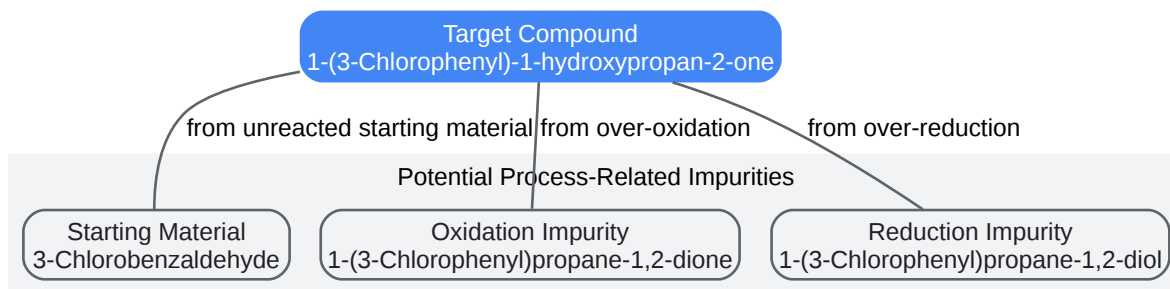 Target Compound
1-(3-Chlorophenyl)-1-hydroxypropan-2-one
from unreacted starting material
from over-oxidation
from over-reduction
Potential Process-Related Impurities
Starting Material
3-Chlorobenzaldehyde
Oxidation Impurity
1-(3-Chlorophenyl)propane-1,2-dione
Reduction Impurity
1-(3-Chlorophenyl)propane-1,2-diol